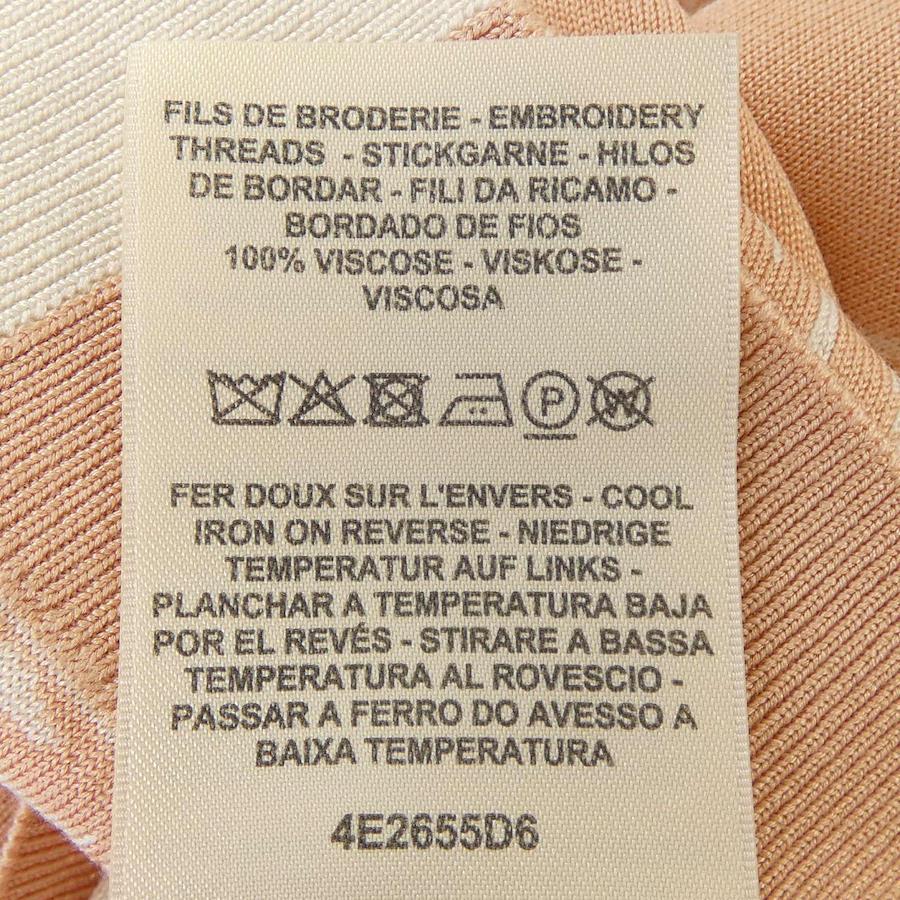 FILS DE BRODERIE - EMBROIDERY
THREADS - STICKGARNE - HILOS
DE BORDAR - FILI DA RICAMO -
BORDADO DE FIOS
100% VISCOSE - VISKOSE -
VISCOSA
P W
FER DOUX SUR L'ENVERS - COOL
IRON ON REVERSE - NIEDRIGE
TEMPERATUR AUF LINKS -
PLANCHAR A TEMPERATURA BAJA
POR EL REVÉS - STIRARE A BASSA
TEMPERATURA AL ROVESCIO -
PASSAR A FERRO DO AVESSO A
BAIXA TEMPERATURA
4E2655D6